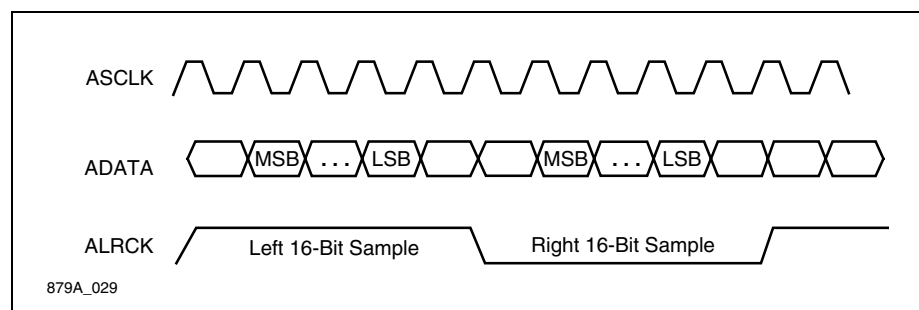 ASCLK
ADATA MSB ... LSB MSB ... LSB
ALRCK Left 16-Bit Sample Right 16-Bit Sample
879A_029